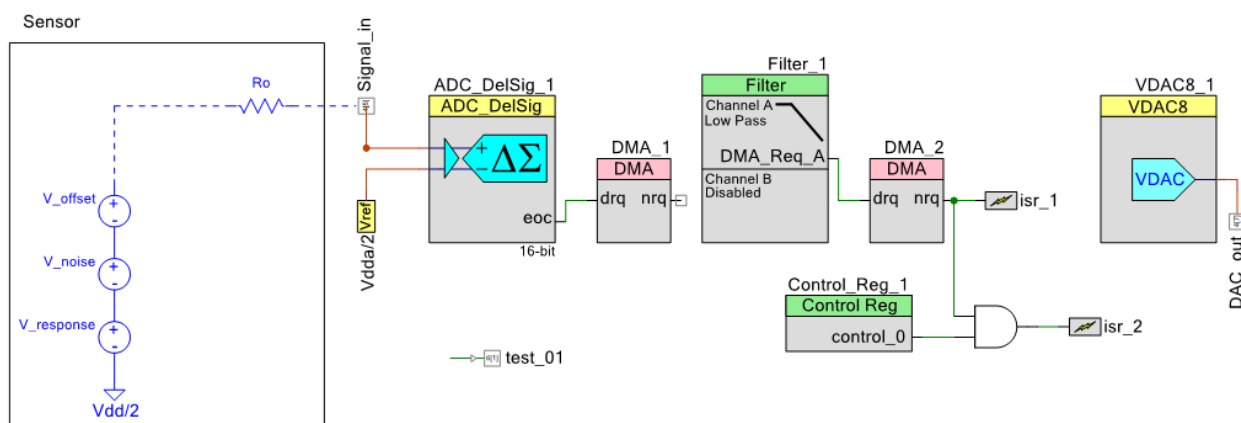 Sensor
Ro
V_offset
+
-
V_noise
+
-
V_response
+
-
Vdd/2
Signal_in
Vdda/2
Vref
ADC_DelSig_1
ADC_DelSig
+
-
ΔΣ
eoc
16-bit
DMA_1
DMA
drq nrq
Filter_1
Filter
Channel A
Low Pass
DMA_Req_A
Channel B
Disabled
DMA_2
DMA
drq nrq
isr_1
Control_Reg_1
Control Reg
control_0
isr_2
test_01
VDAC8_1
VDAC8
VDAC
DAC_out